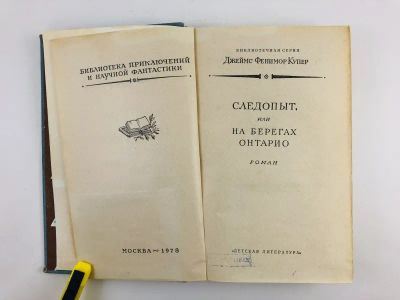 БИБЛИОТЕКА ПРИКЛЮЧЕНИЙ
И НАУЧНОЙ ФАНТАСТИКИ
МОСКВА—1978
БИБЛИОТЕЧНАЯ СЕРИЯ
ДЖЕЙМС ФЕНИМОР КУПЕР
СЛЕДОПЫТ,
ИЛИ
НА БЕРЕГАХ
ОНТАРИО
РОМАН
«ДЕТСКАЯ ЛИТЕРАТУРА»